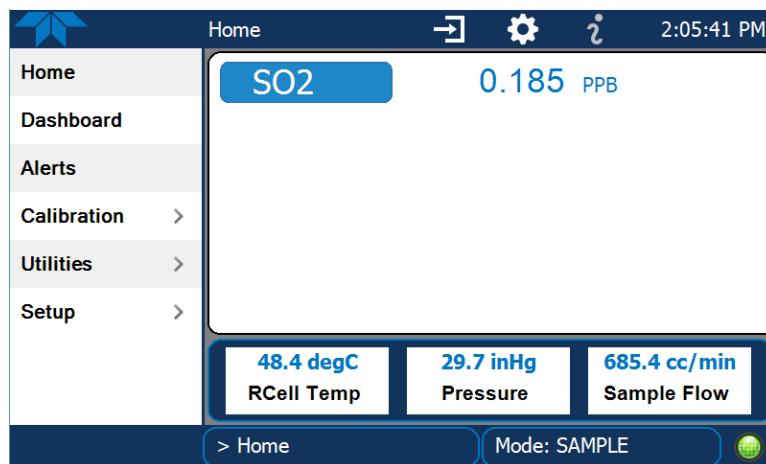 Home 2:05:41 PM
Home
Dashboard
Alerts
Calibration >
Utilities >
Setup >
SO2 0.185 PPB
48.4 degC 29.7 inHg 685.4 cc/min
RCell Temp Pressure Sample Flow
> Home Mode: SAMPLE